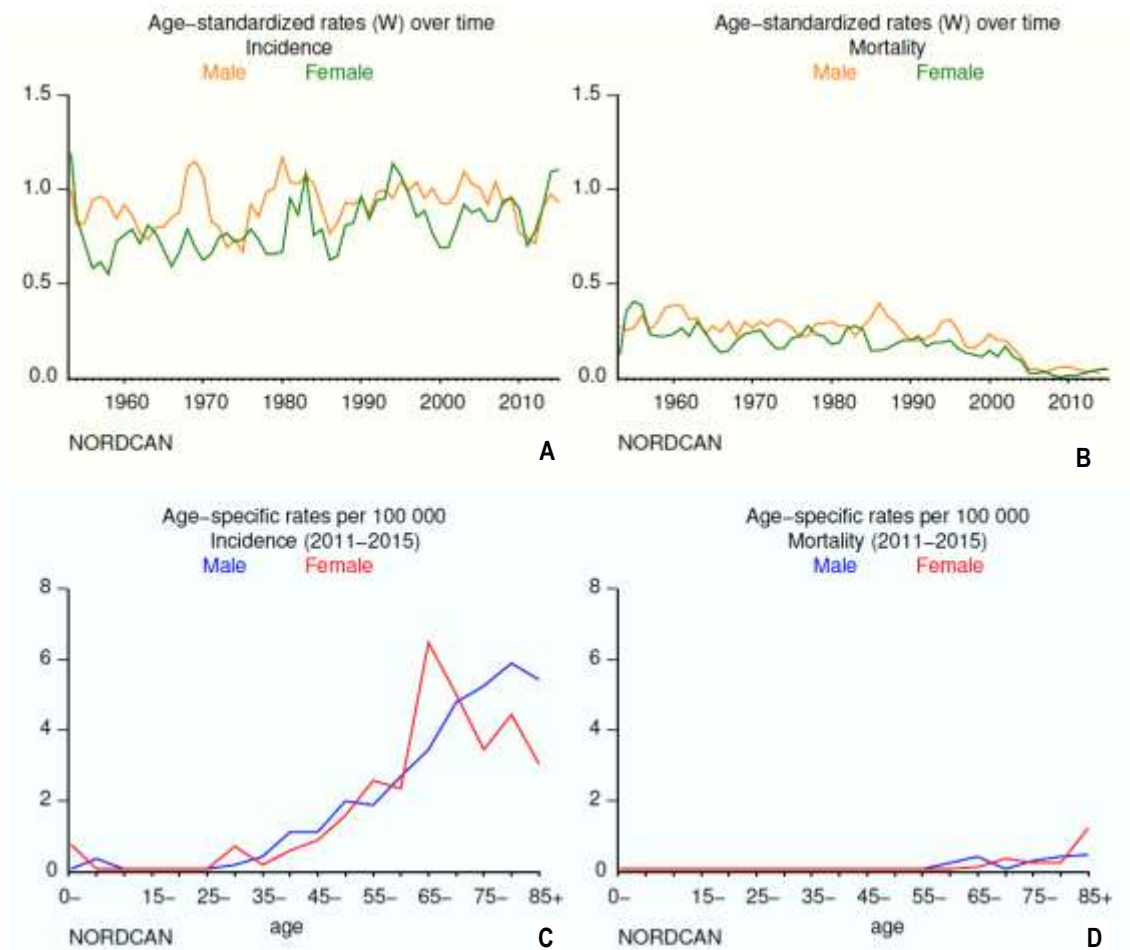 Age-standardized rates (W) over time
Incidence
Male Female
1.5
1.0
0.5
0.0
1960 1970 1980 1990 2000 2010
NORDCAN
A
Age-standardized rates (W) over time
Mortality
Male Female
1.5
1.0
0.5
0.0
1960 1970 1980 1990 2000 2010
NORDCAN
B
Age-specific rates per 100 000
Incidence (2011-2015)
Male Female
8
6
4
2
0
0- 15- 25- 35- 45- 55- 65- 75- 85+
age
NORDCAN
C
Age-specific rates per 100 000
Mortality (2011-2015)
Male Female
8
6
4
2
0
0- 15- 25- 35- 45- 55- 65- 75- 85+
age
NORDCAN
D